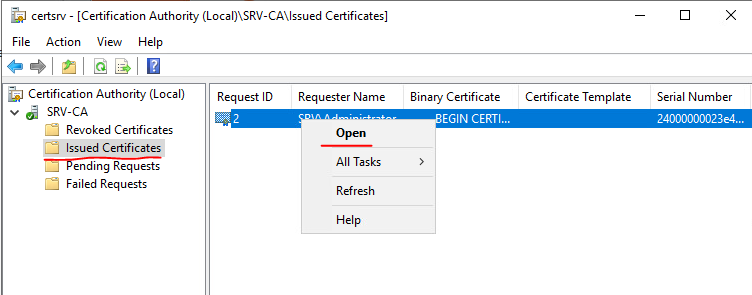 certsrv - [Certification Authority (Local)\SRV-CA\Issued Certificates]
File Action View Help
Certification Authority (Local)
SRV-CA
Revoked Certificates
Issued Certificates
Pending Requests
Failed Requests
Request ID Requester Name Binary Certificate Certificate Template Serial Number
2 SRV\Administrator BEGIN CERTI... 24000000023e4...
Open
All Tasks
Refresh
Help